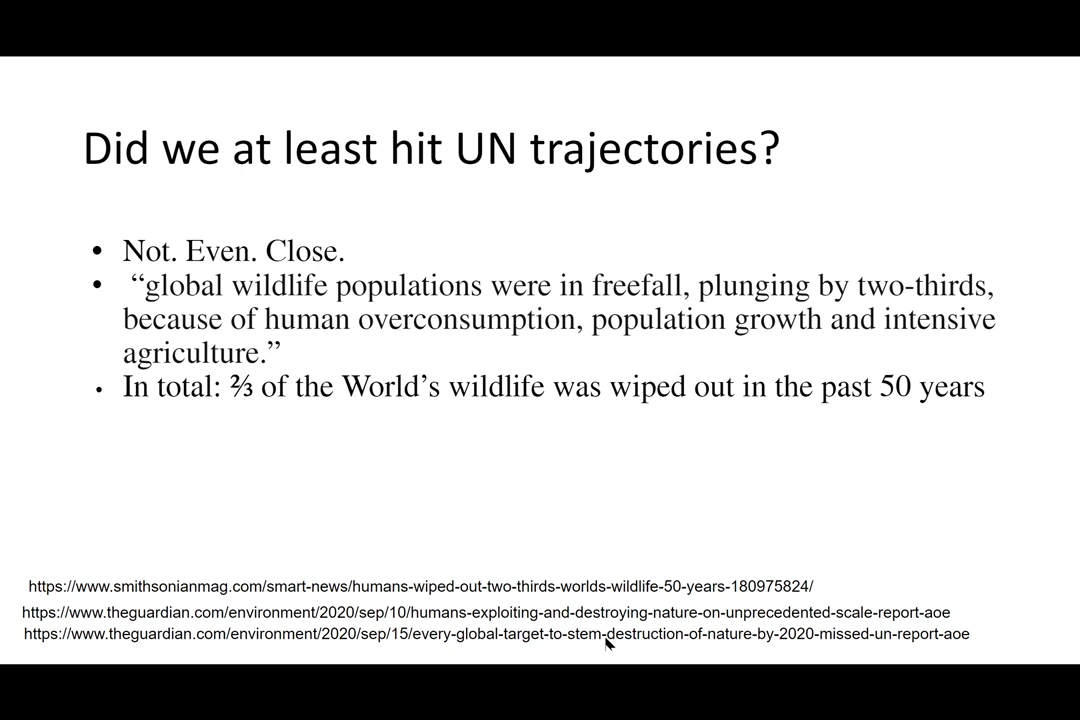 Did we at least hit UN trajectories?
• Not. Even. Close.
• “global wildlife populations were in freefall, plunging by two-thirds,
because of human overconsumption, population growth and intensive
agriculture.”
• In total: ⅔ of the World’s wildlife was wiped out in the past 50 years
https://www.smithsonianmag.com/smart-news/humans-wiped-out-two-thirds-worlds-wildlife-50-years-180975824/
https://www.theguardian.com/environment/2020/sep/10/humans-exploiting-and-destroying-nature-on-unprecedented-scale-report-aoe
https://www.theguardian.com/environment/2020/sep/15/every-global-target-to-stem-destruction-of-nature-by-2020-missed-un-report-aoe